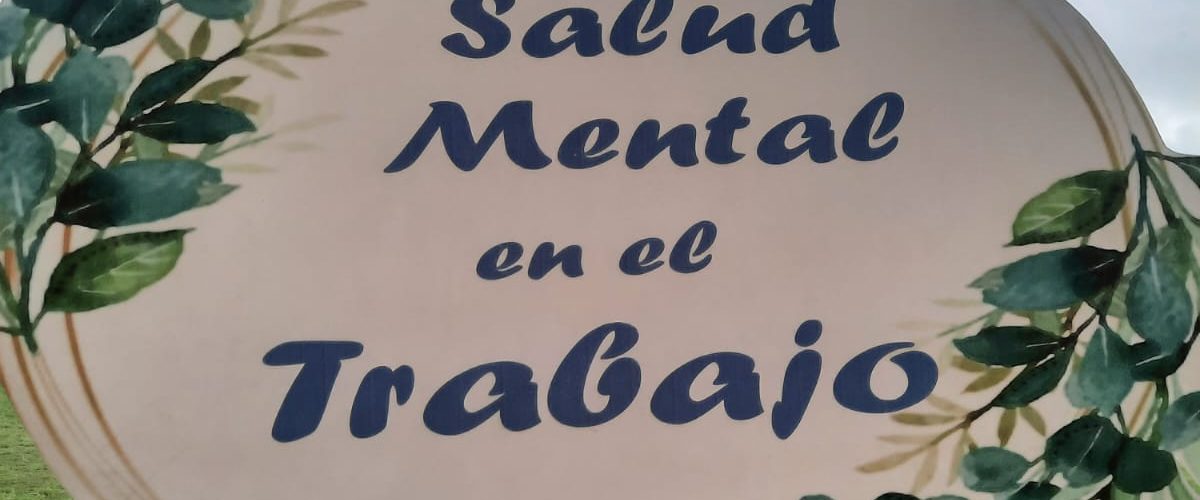 Salud
Mental
en el
Trabajo